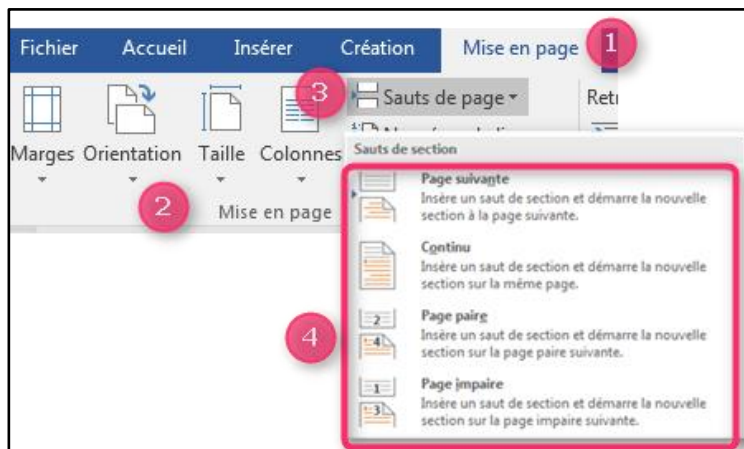 Fichier Accueil Insérer Création Mise en page 1
3 Sauts de page Retr
Marges Orientation Taille Colonnes
2 Mise en page
Sauts de section
Page suivante
Insère un saut de section et démarre la nouvelle
section à la page suivante.
Continu
Insère un saut de section et démarre la nouvelle
section sur la même page.
2
4
Page paire
Insère un saut de section et démarre la nouvelle
section sur la page paire suivante.
4
1
3
Page impaire
Insère un saut de section et démarre la nouvelle
section sur la page impaire suivante.